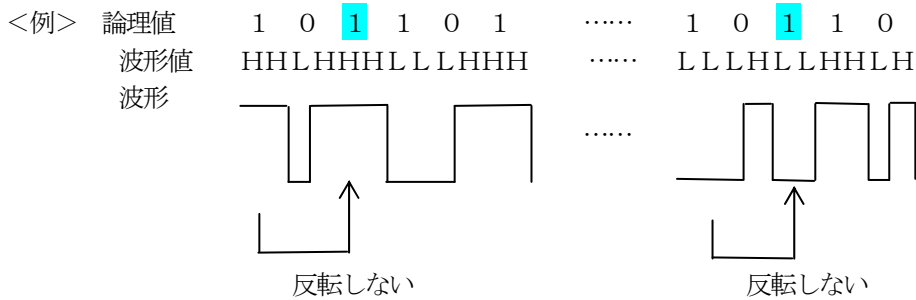 <例> 論理値 1 0 1 1 0 1 …… 1 0 1 1 0
波形値 HHLHHHLLLHHH …… LLLHLLHHLH
波形
……
反転しない 反転しない